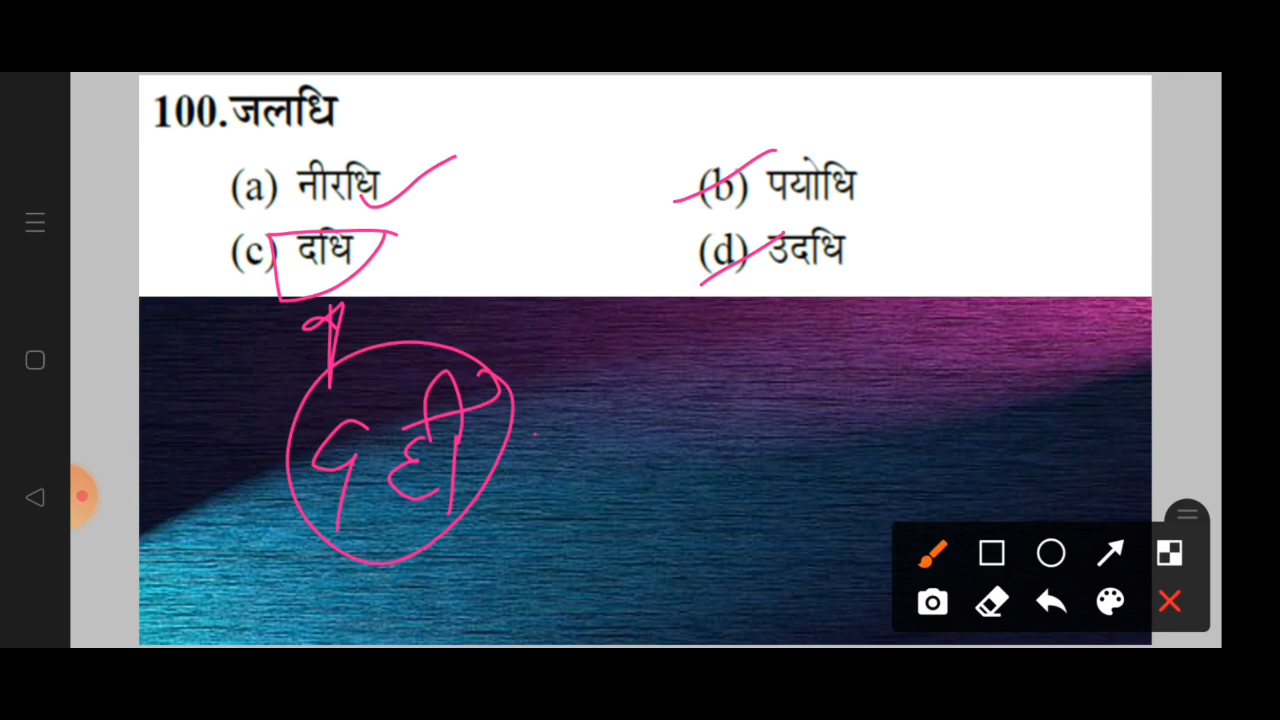 100. जलधि
(a) नीरधि (b) पयोधि
(c) दधि (d) उदधि
दही